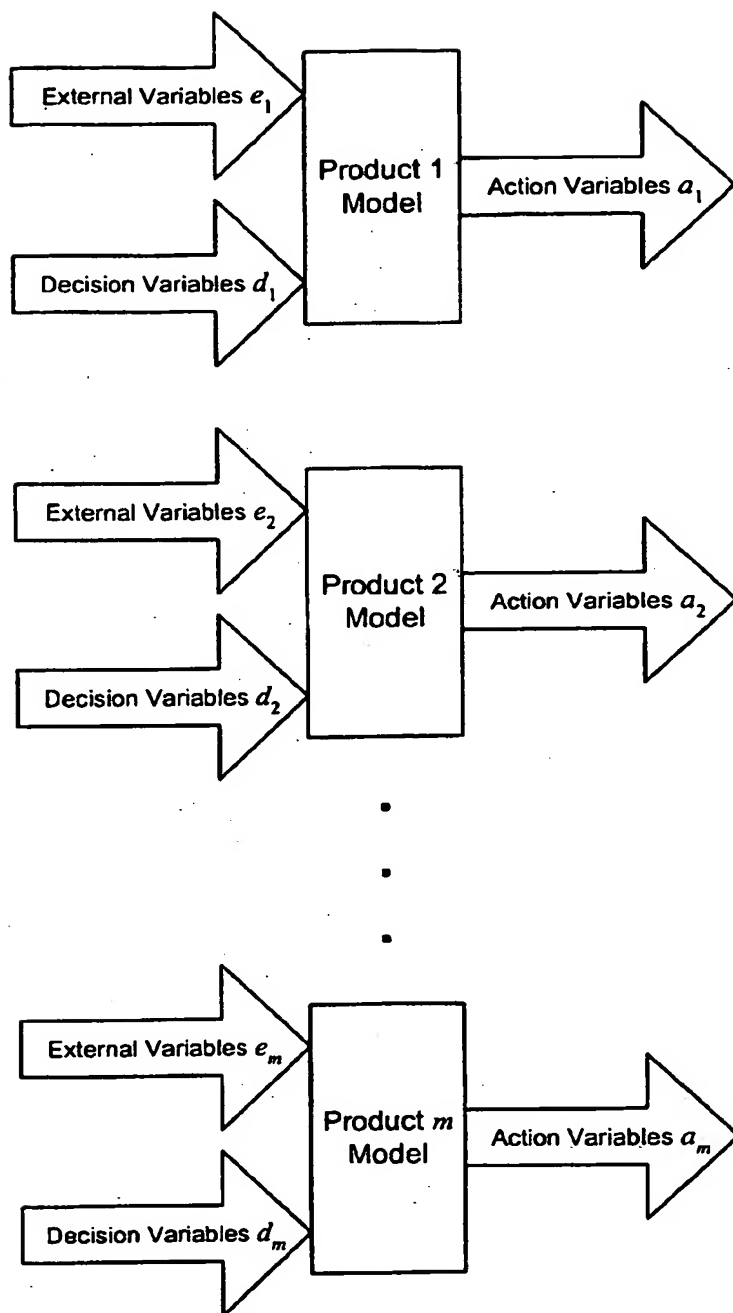 External Variables e₁
Product 1
Model
Action Variables a₁
Decision Variables d₁
External Variables e₂
Product 2
Model
Action Variables a₂
Decision Variables d₂
External Variables eₘ
Product m
Model
Action Variables aₘ
Decision Variables dₘ